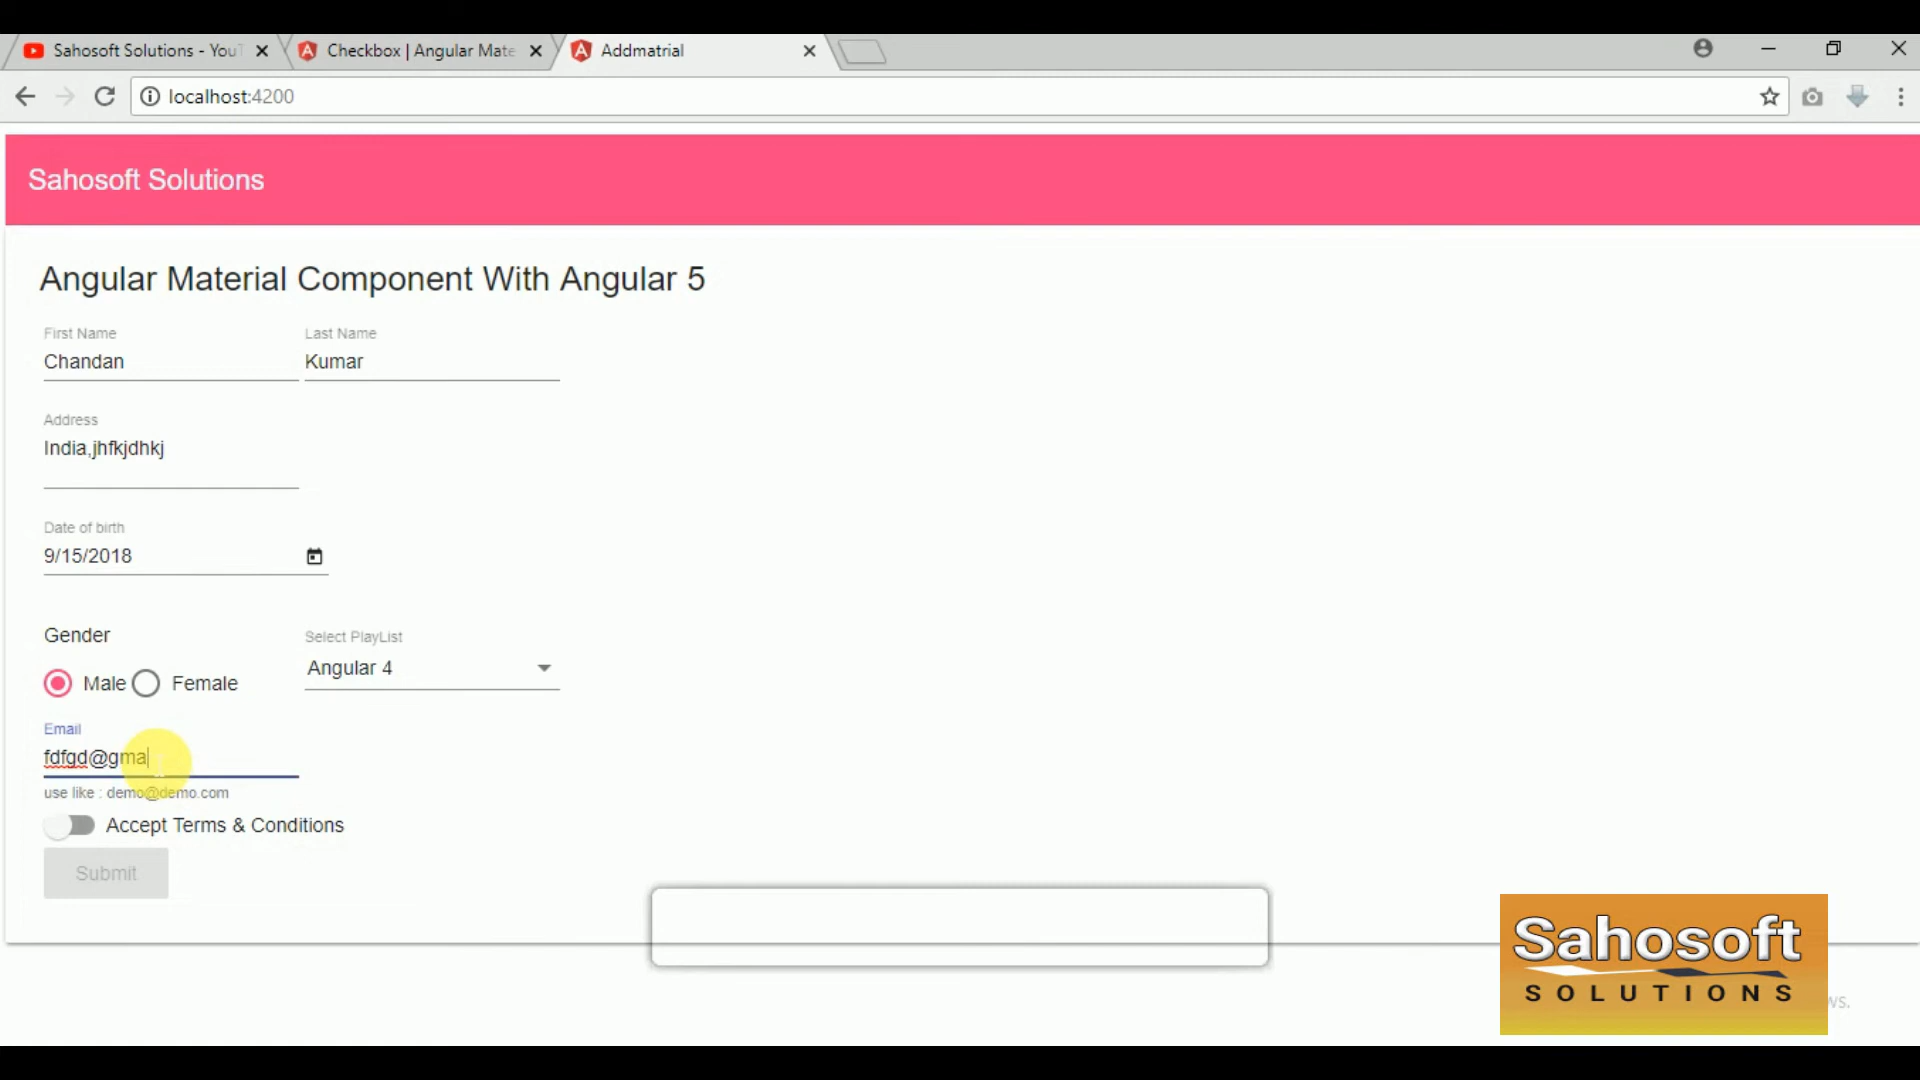 Sahosoft Solutions - YouT
Checkbox | Angular Mate
Addmatrial
localhost:4200
Sahosoft Solutions
Angular Material Component With Angular 5
First Name Last Name
Chandan Kumar
Address
India,jhfkjdhkj
Date of birth
9/15/2018
Gender Select PlayList
Male Female Angular 4
Email
fdfgd@gma
use like : demo@demo.com
Accept Terms & Conditions
Submit
Sahosoft
SOLUTIONS
ws.